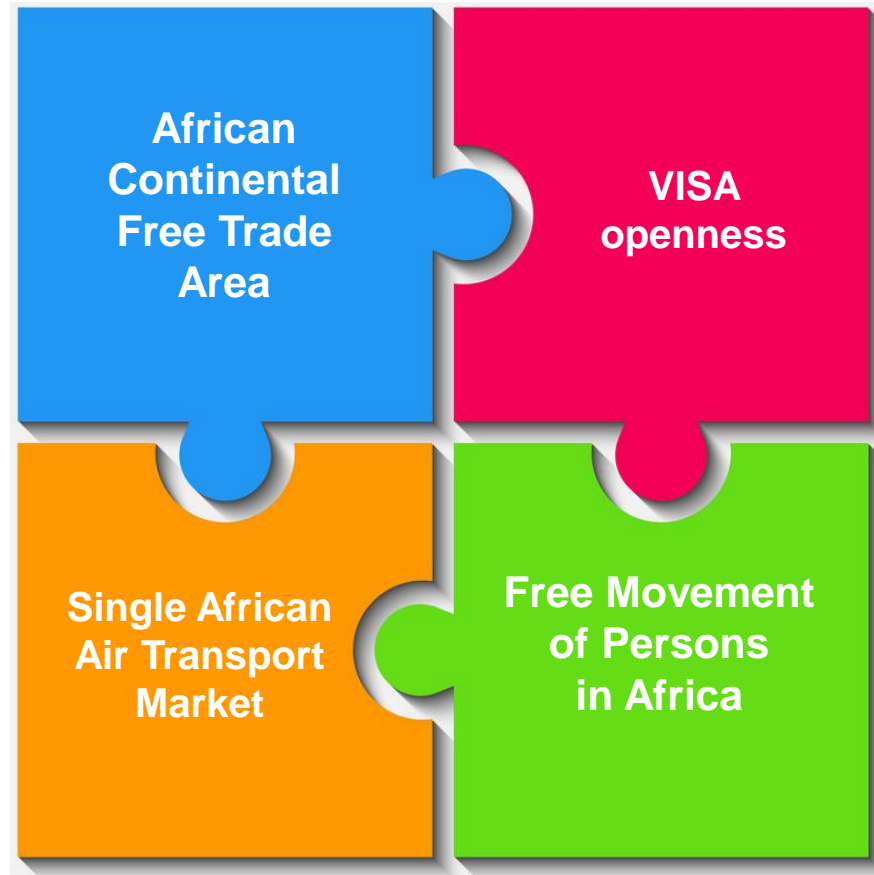 African
Continental
Free Trade
Area
VISA
openness
Single African
Air Transport
Market
Free Movement
of Persons
in Africa